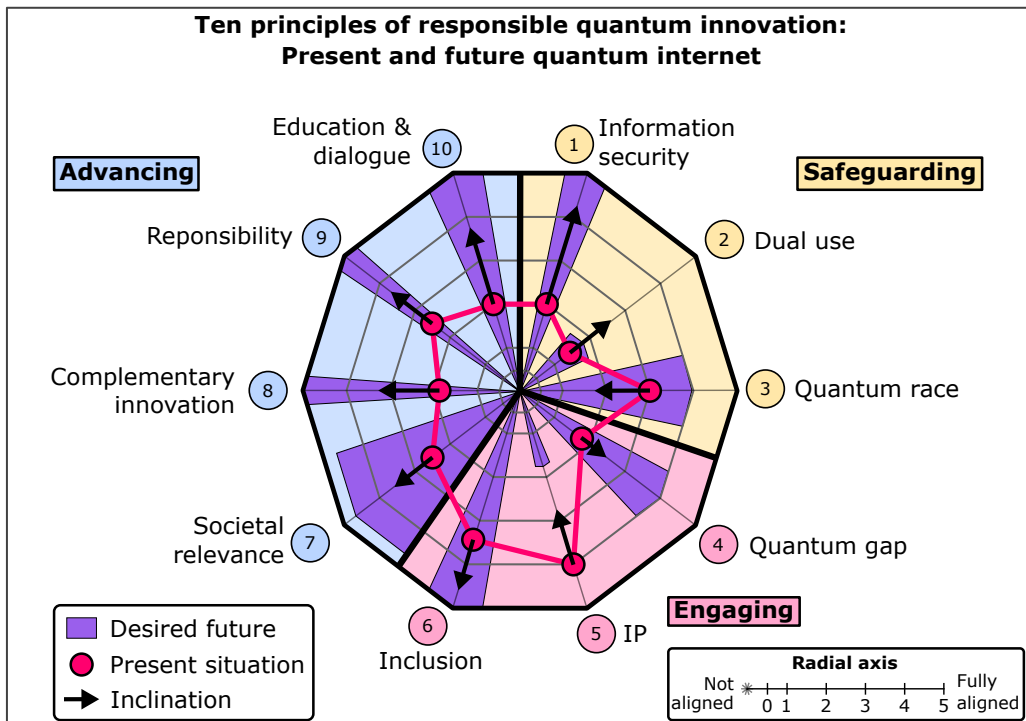 Ten principles of responsible quantum innovation:
Present and future quantum internet
Advancing
Safeguarding
Engaging
1
Information
security
2
Dual use
3
Quantum race
4
Quantum gap
5
IP
6
Inclusion
7
Societal
relevance
8
Complementary
innovation
9
Reponsibility
10
Education &
dialogue
Desired future
Present situation
Inclination
Radial axis
Not
aligned
0 1 2 3 4 5
Fully
aligned